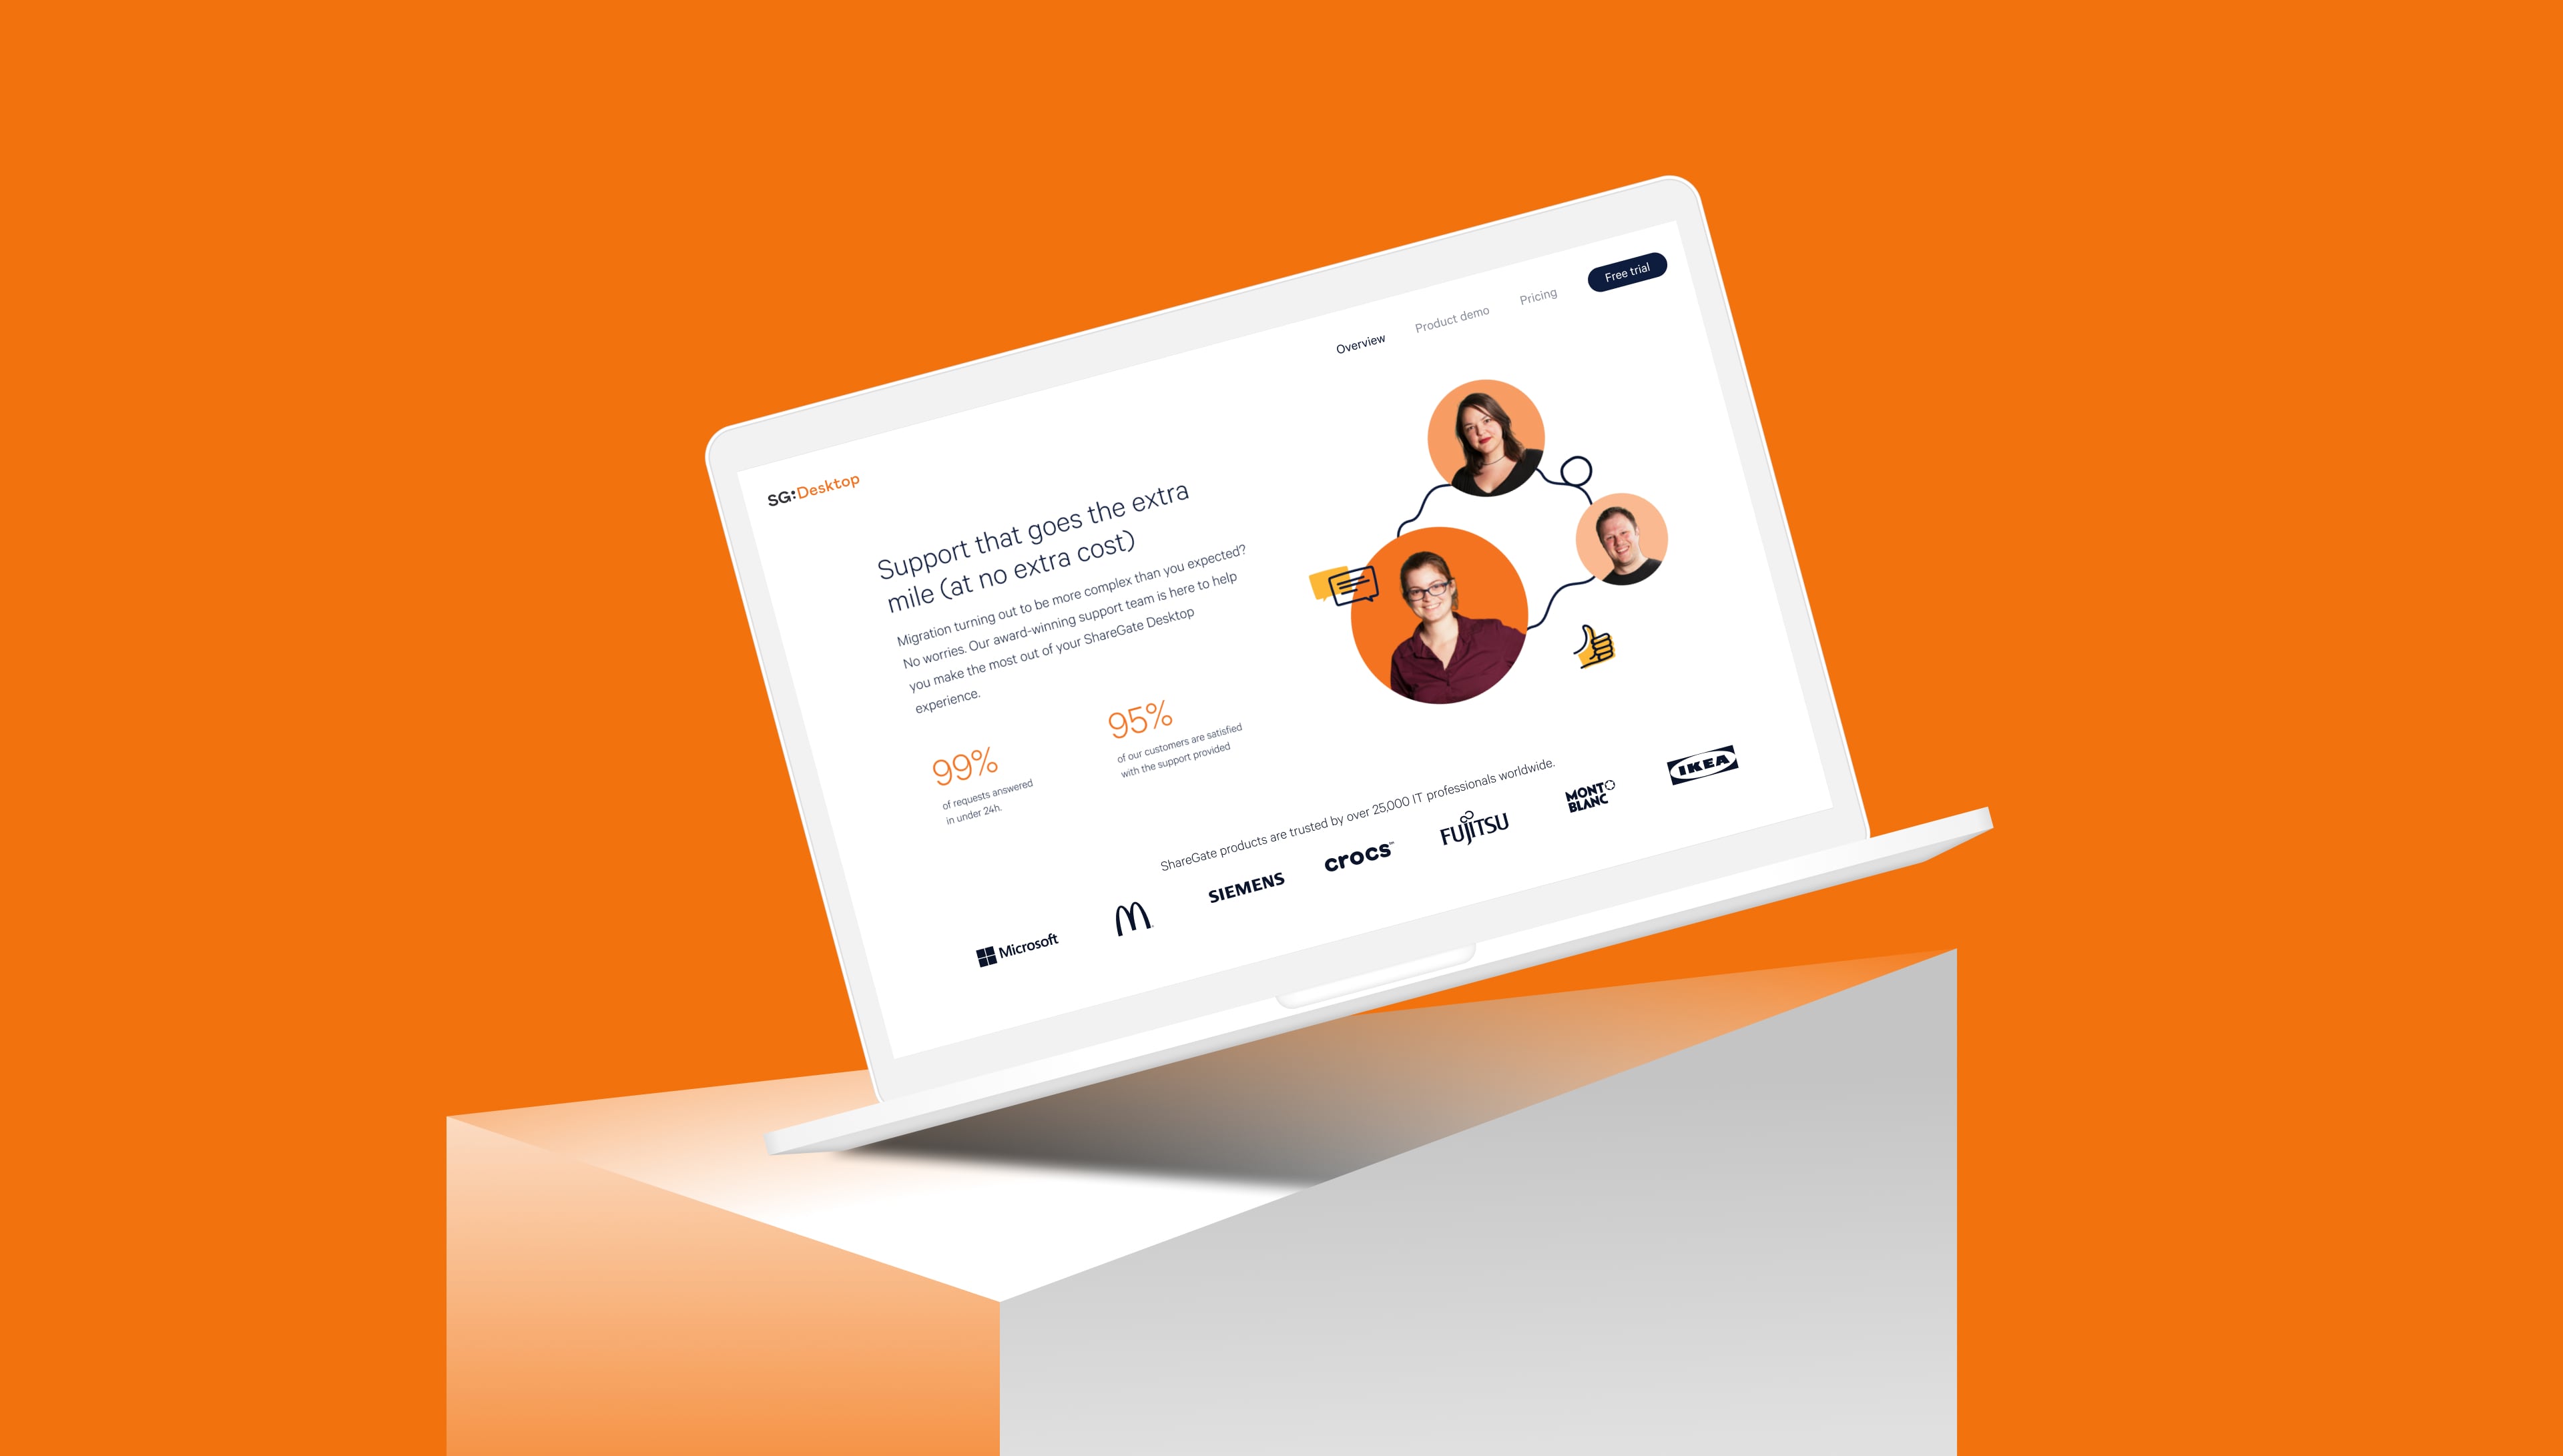 SG:Desktop
Overview
Product demo
Pricing
Free trial
Support that goes the extra
mile (at no extra cost)
Migration turning out to be more complex than you expected?
No worries. Our award-winning support team is here to help
you make the most out of your ShareGate Desktop
experience.
99%
of requests answered
in under 24h.
95%
of our customers are satisfied
with the support provided
ShareGate products are trusted by over 25,000 IT professionals worldwide.
Microsoft
M
SIEMENS
crocs™
FUJITSU
MONT
BLANC
IKEA